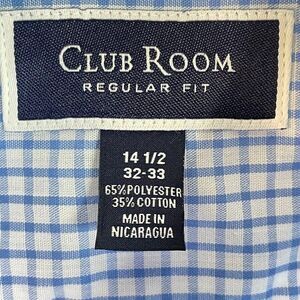 CLUB ROOM
REGULAR FIT
14 1/2
32-33
65% POLYESTER
35% COTTON
MADE IN
NICARAGUA